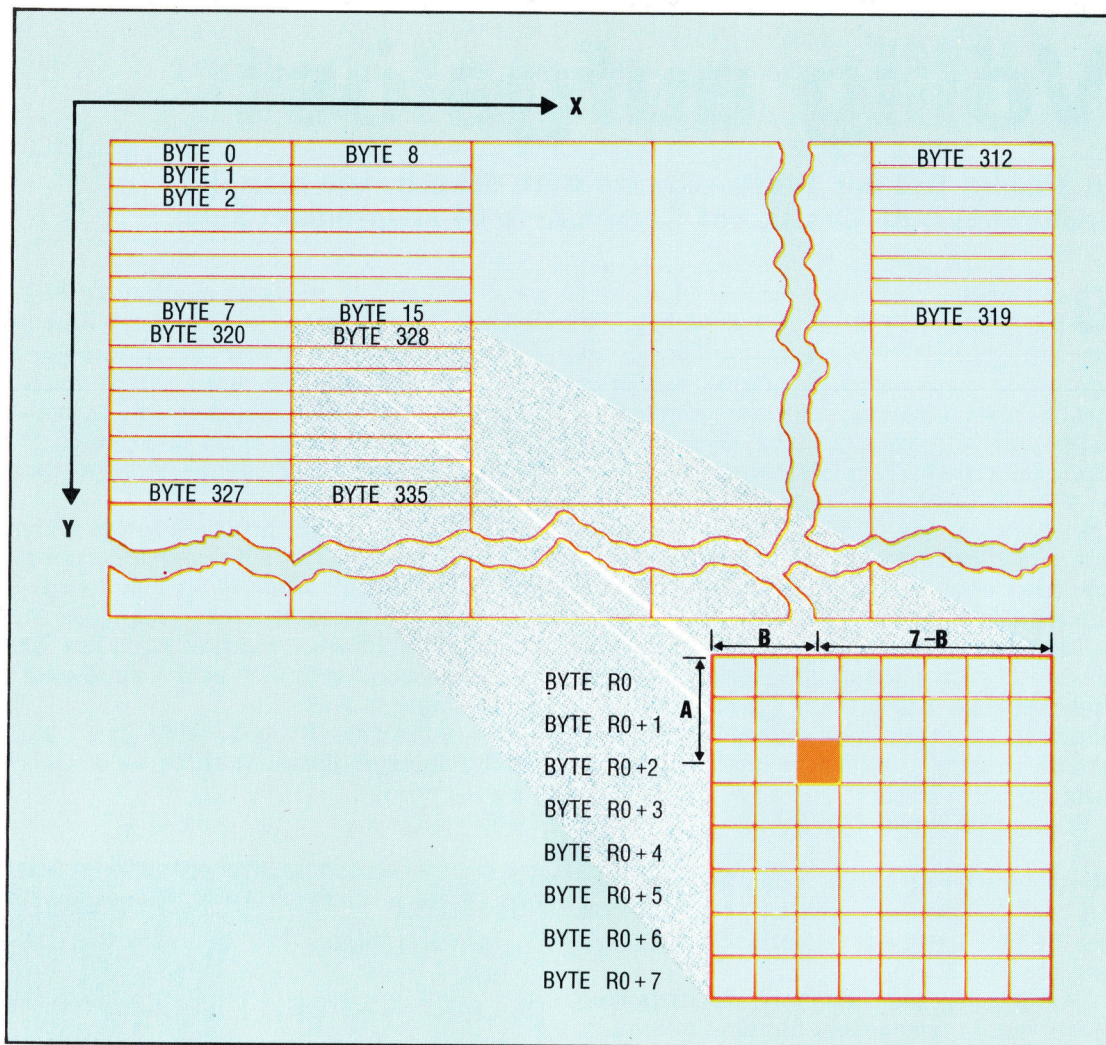 X
BYTE 0 BYTE 8 BYTE 312
BYTE 1
BYTE 2
BYTE 7 BYTE 15 BYTE 319
BYTE 320 BYTE 328
BYTE 327 BYTE 335
Y
B 7-B
A
BYTE R0
BYTE R0+1
BYTE R0+2
BYTE R0+3
BYTE R0+4
BYTE R0+5
BYTE R0+6
BYTE R0+7